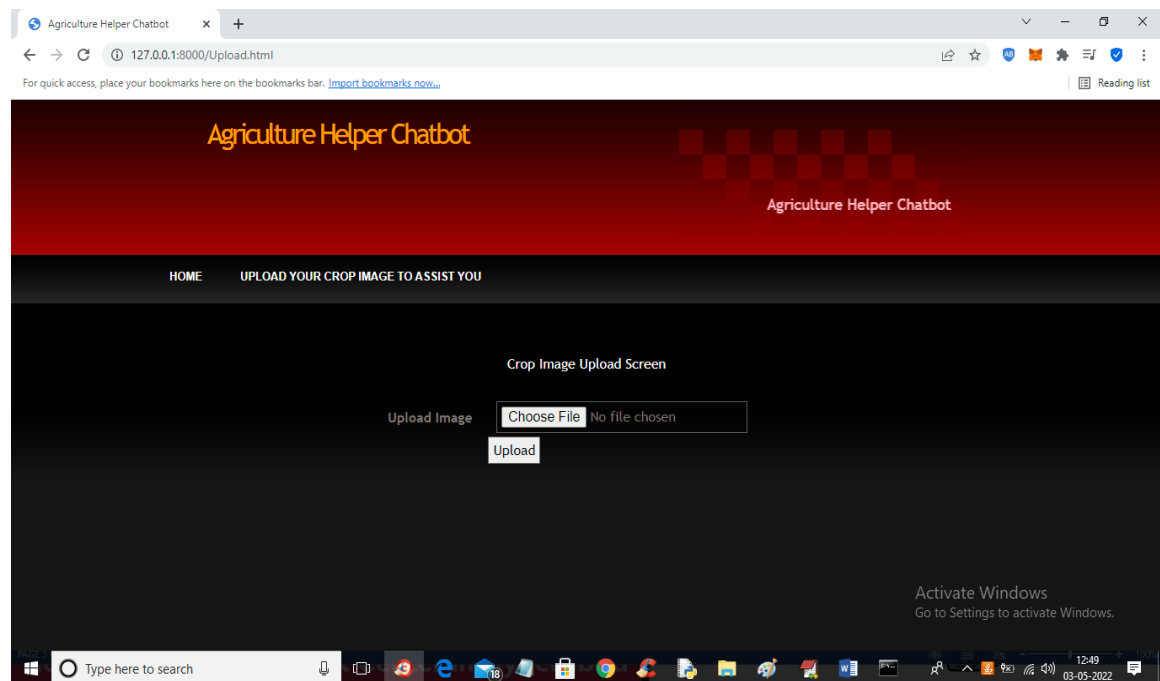 Agriculture Helper Chatbot
127.0.0.1:8000/Upload.html
For quick access, place your bookmarks here on the bookmarks bar. Import bookmarks now...
Reading list
Agriculture Helper Chatbot
Agriculture Helper Chatbot
HOME UPLOAD YOUR CROP IMAGE TO ASSIST YOU
Crop Image Upload Screen
Upload Image Choose File No file chosen
Upload
Activate Windows
Go to Settings to activate Windows.
Type here to search
18
12:49
03-05-2022